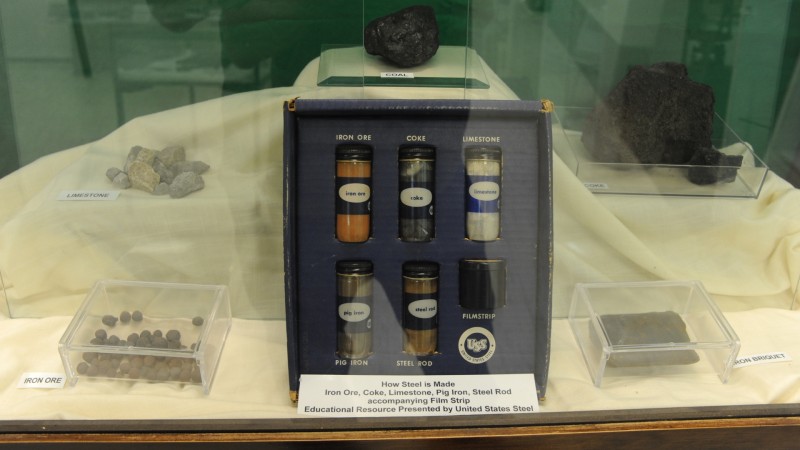 COAL
IRON ORE COKE LIMESTONE
iron ore coke limestone
LIMESTONE
COKE
pig iron steel rod
FILMSTRIP
USS
PIG IRON STEEL ROD
IRON ORE
IRON BRIQUET
How Steel is Made
Iron Ore, Coke, Limestone, Pig Iron, Steel Rod
accompanying Film Strip
Educational Resource Presented by United States Steel